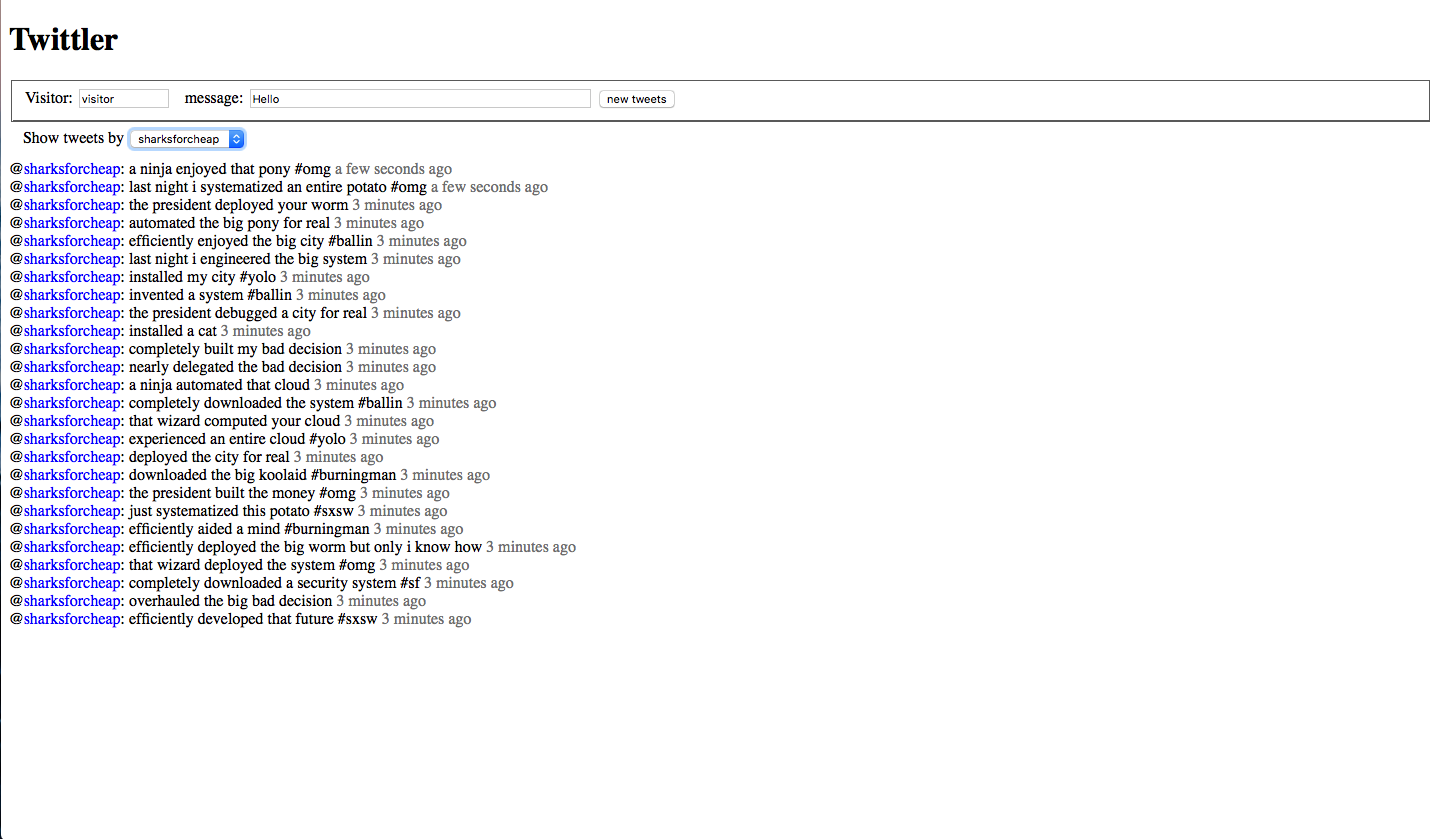 Twittler
Visitor: visitor message: Hello new tweets
Show tweets by sharksforcheap
@sharksforcheap: a ninja enjoyed that pony #omg a few seconds ago
@sharksforcheap: last night i systematized an entire potato #omg a few seconds ago
@sharksforcheap: the president deployed your worm 3 minutes ago
@sharksforcheap: automated the big pony for real 3 minutes ago
@sharksforcheap: efficiently enjoyed the big city #ballin 3 minutes ago
@sharksforcheap: last night i engineered the big system 3 minutes ago
@sharksforcheap: installed my city #yolo 3 minutes ago
@sharksforcheap: invented a system #ballin 3 minutes ago
@sharksforcheap: the president debugged a city for real 3 minutes ago
@sharksforcheap: installed a cat 3 minutes ago
@sharksforcheap: completely built my bad decision 3 minutes ago
@sharksforcheap: nearly delegated the bad decision 3 minutes ago
@sharksforcheap: a ninja automated that cloud 3 minutes ago
@sharksforcheap: completely downloaded the system #ballin 3 minutes ago
@sharksforcheap: that wizard computed your cloud 3 minutes ago
@sharksforcheap: experienced an entire cloud #yolo 3 minutes ago
@sharksforcheap: deployed the city for real 3 minutes ago
@sharksforcheap: downloaded the big koolaid #burningman 3 minutes ago
@sharksforcheap: the president built the money #omg 3 minutes ago
@sharksforcheap: just systematized this potato #sxsw 3 minutes ago
@sharksforcheap: efficiently aided a mind #burningman 3 minutes ago
@sharksforcheap: efficiently deployed the big worm but only i know how 3 minutes ago
@sharksforcheap: that wizard deployed the system #omg 3 minutes ago
@sharksforcheap: completely downloaded a security system #sf 3 minutes ago
@sharksforcheap: overhauled the big bad decision 3 minutes ago
@sharksforcheap: efficiently developed that future #sxsw 3 minutes ago